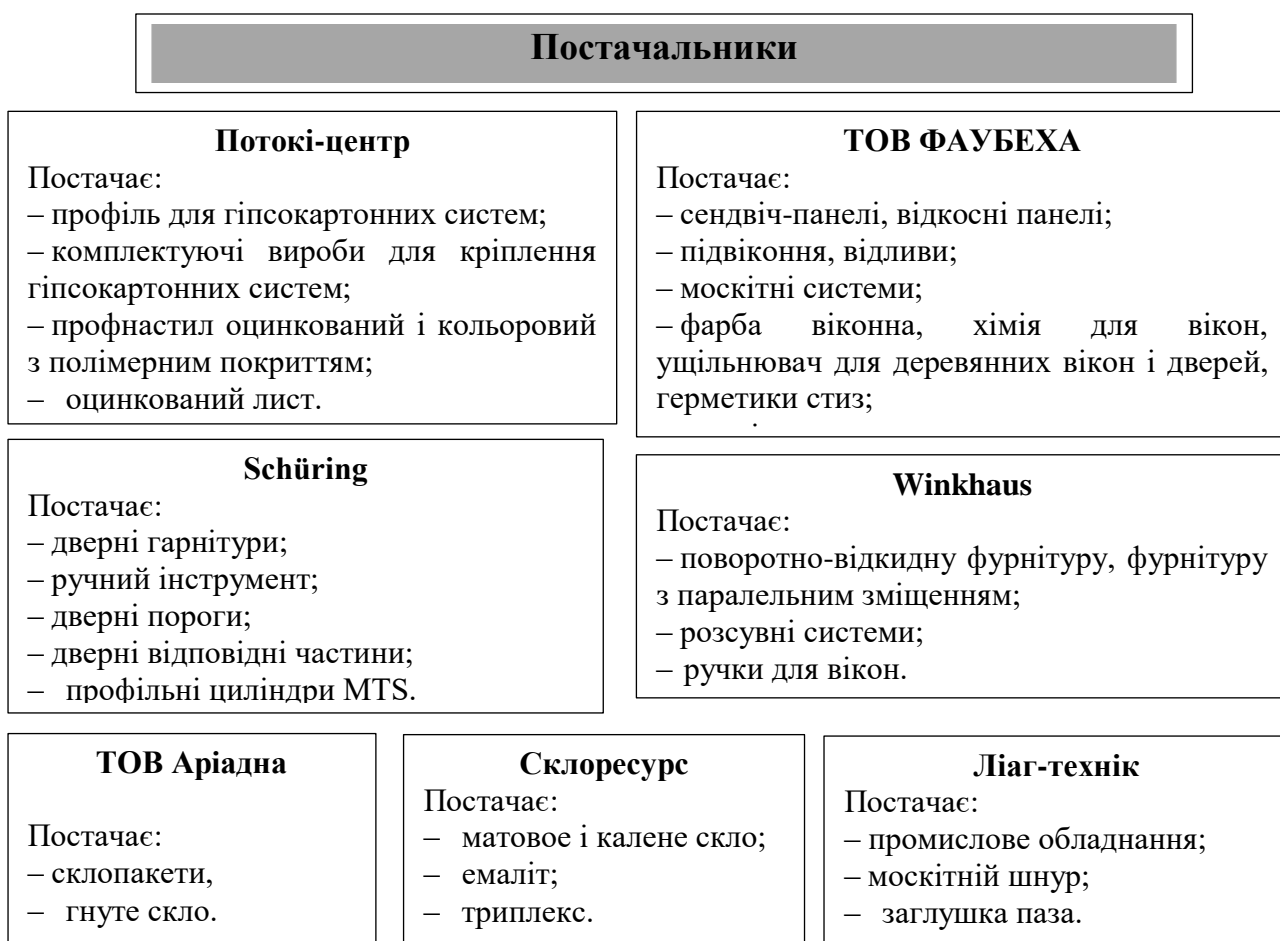 Постачальники
Потокі-центр
Постачає:
– профіль для гіпсокартонних систем;
– комплектуючі вироби для кріплення
гіпсокартонних систем;
– профнастил оцинкований і кольоровий
з полімерним покриттям;
– оцинкований лист.
ТОВ ФАУБЕХА
Постачає:
– сендвіч-панелі, відкосні панелі;
– підвіконня, відливи;
– москітні системи;
– фарба віконна, хімія для вікон,
ущільнювач для деревянних вікон і дверей,
герметики стиз;
Schüring
Постачає:
– дверні гарнітури;
– ручний інструмент;
– дверні пороги;
– дверні відповідні частини;
– профільні циліндри MTS.
Winkhaus
Постачає:
– поворотно-відкидну фурнітуру, фурнітуру
з паралельним зміщенням;
– розсувні системи;
– ручки для вікон.
ТОВ Аріадна
Постачає:
– склопакети,
– гнуте скло.
Склоресурс
Постачає:
– матовое і калене скло;
– емаліт;
– триплекс.
Ліаг-технік
Постачає:
– промислове обладнання;
– москітній шнур;
– заглушка паза.